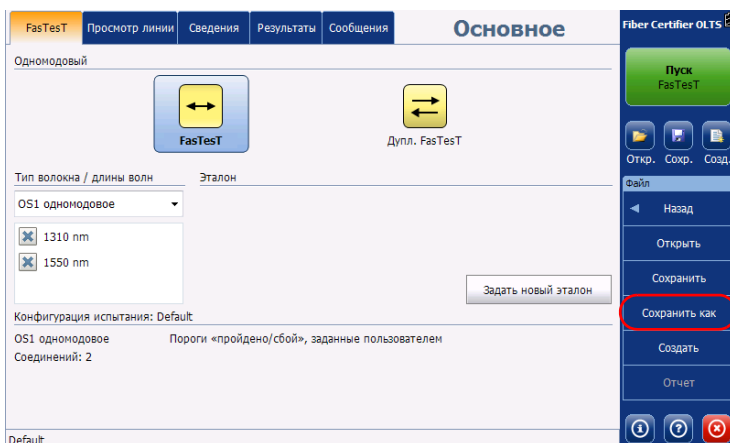 FasTesT
Просмотр линии
Сведения
Результаты
Сообщения
Основное
Одномодовый
FasTesT
Дупл. FasTesT
Тип волокна / длины волн
Эталон
OS1 одномодовое
1310 nm
1550 nm
Задать новый эталон
Конфигурация испытания: Default
OS1 одномодовое
Пороги «пройдено/сбой», заданные пользователем
Соединений: 2
Default
Fiber Certifier OLTS
Пуск
FasTesT
Откр.
Сохр.
Созд.
Файл
Назад
Открыть
Сохранить
Сохранить как
Создать
Отчет